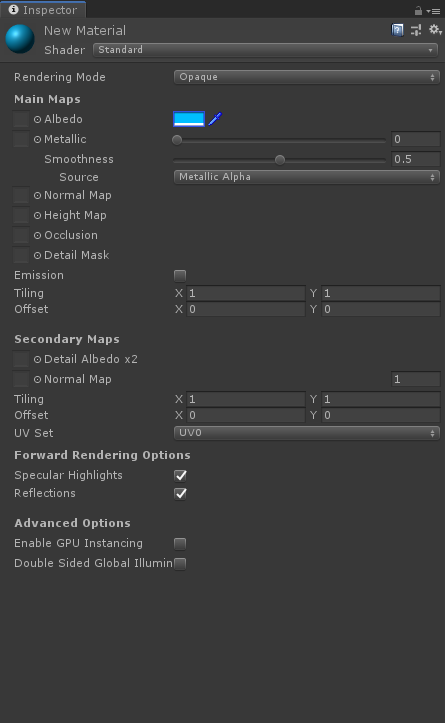 Inspector
New Material
Shader Standard
Rendering Mode Opaque
Main Maps
Albedo
Metallic 0
Smoothness 0.5
Source Metallic Alpha
Normal Map
Height Map
Occlusion
Detail Mask
Emission
Tiling X 1 Y 1
Offset X 0 Y 0
Secondary Maps
Detail Albedo x2
Normal Map 1
Tiling X 1 Y 1
Offset X 0 Y 0
UV Set UV0
Forward Rendering Options
Specular Highlights
Reflections
Advanced Options
Enable GPU Instancing
Double Sided Global Illumin